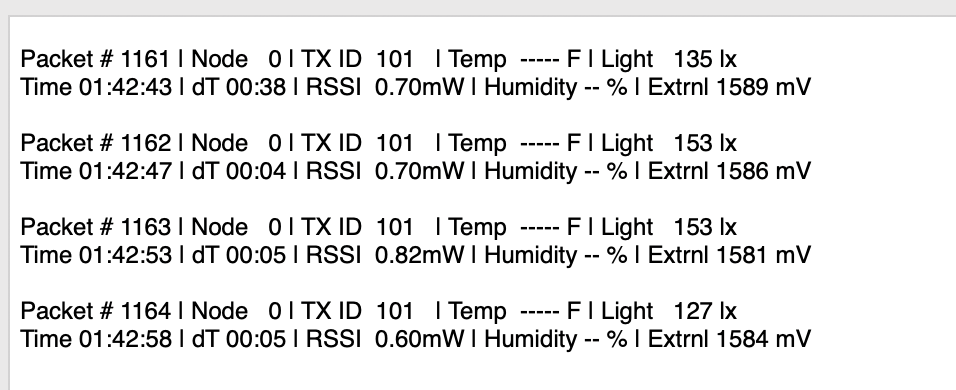 Packet # 1161 | Node   0 | TX ID  101   | Temp  ----- F | Light   135 lx
Time 01:42:43 | dT 00:38 | RSSI  0.70mW | Humidity -- % | Extrnl 1589 mV
Packet # 1162 | Node   0 | TX ID  101   | Temp  ----- F | Light   153 lx
Time 01:42:47 | dT 00:04 | RSSI  0.70mW | Humidity -- % | Extrnl 1586 mV
Packet # 1163 | Node   0 | TX ID  101   | Temp  ----- F | Light   153 lx
Time 01:42:53 | dT 00:05 | RSSI  0.82mW | Humidity -- % | Extrnl 1581 mV
Packet # 1164 | Node   0 | TX ID  101   | Temp  ----- F | Light   127 lx
Time 01:42:58 | dT 00:05 | RSSI  0.60mW | Humidity -- % | Extrnl 1584 mV